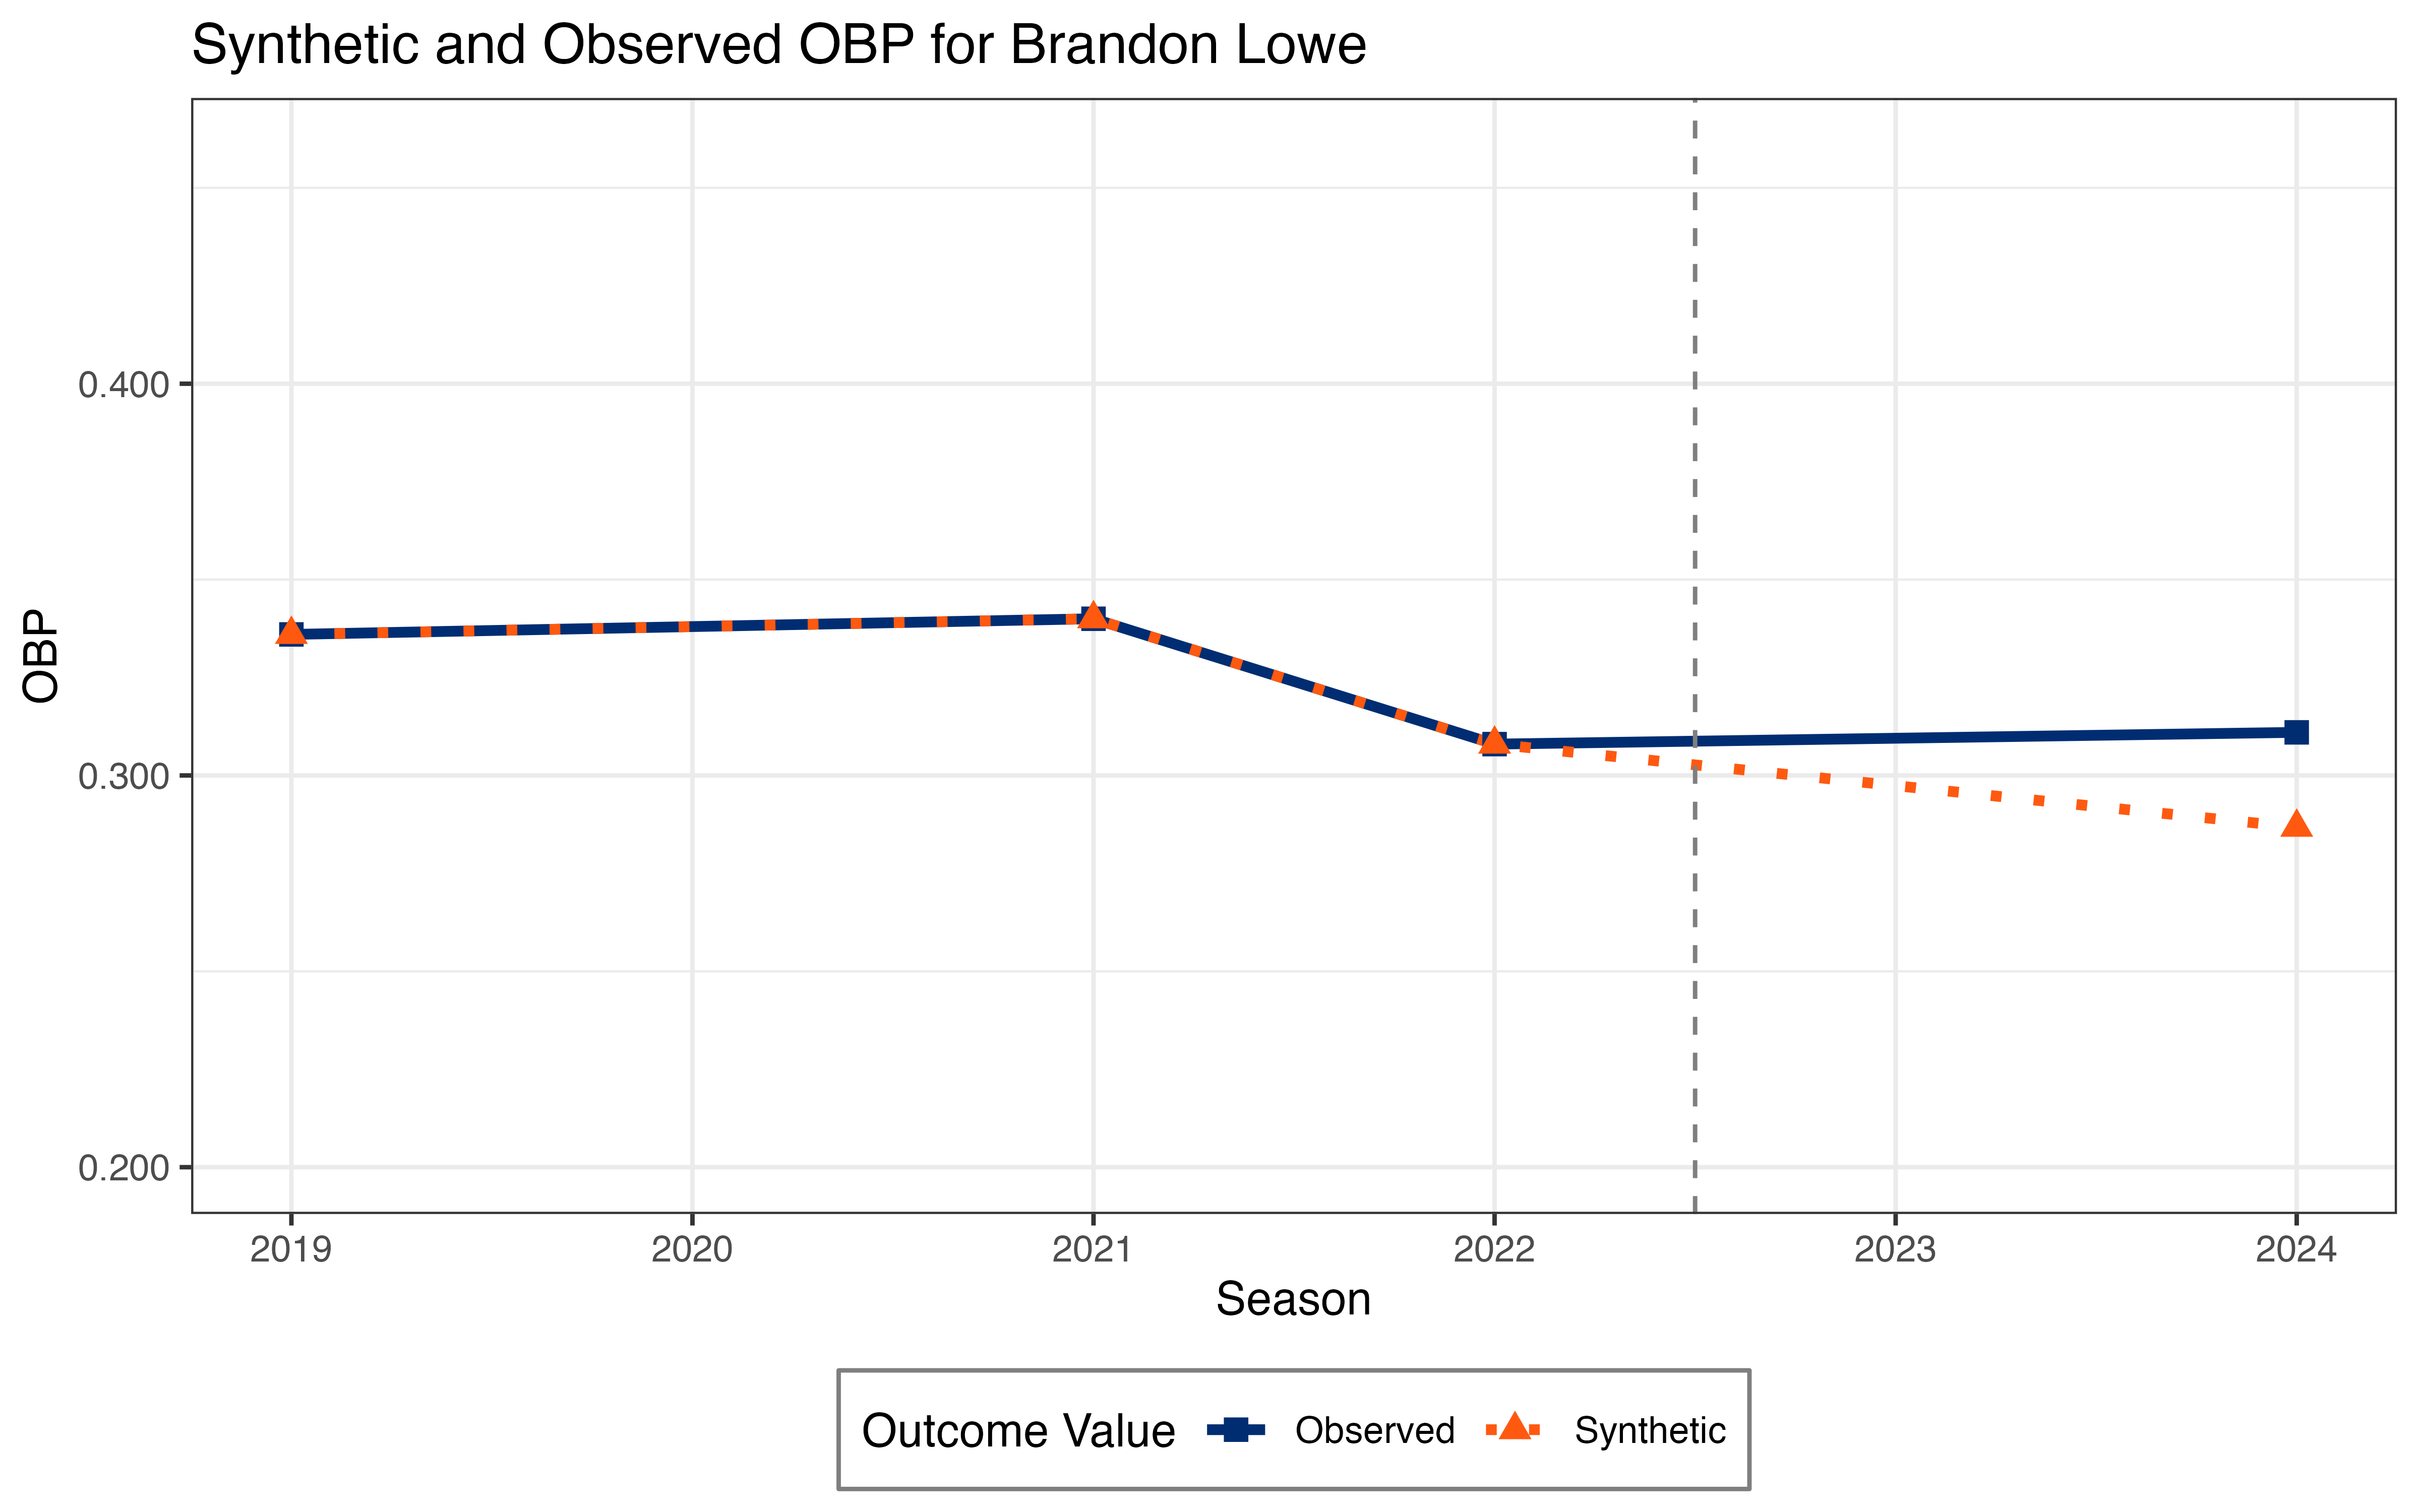 Synthetic and Observed OBP for Brandon Lowe
OBP
0.400
0.300
0.200
2019 2020 2021 2022 2023 2024
Season
Outcome Value Observed Synthetic